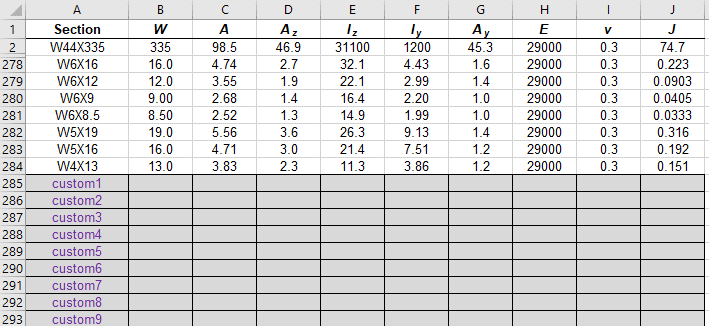 A B C D E F G H I J
1 Section W A Az Iz Iy Ay E v J
2 W44X335 335 98.5 46.9 31100 1200 45.3 29000 0.3 74.7
278 W6X16 16.0 4.74 2.7 32.1 4.43 1.6 29000 0.3 0.223
279 W6X12 12.0 3.55 1.9 22.1 2.99 1.4 29000 0.3 0.0903
280 W6X9 9.00 2.68 1.4 16.4 2.20 1.0 29000 0.3 0.0405
281 W6X8.5 8.50 2.52 1.3 14.9 1.99 1.0 29000 0.3 0.0333
282 W5X19 19.0 5.56 3.6 26.3 9.13 1.4 29000 0.3 0.316
283 W5X16 16.0 4.71 3.0 21.4 7.51 1.2 29000 0.3 0.192
284 W4X13 13.0 3.83 2.3 11.3 3.86 1.2 29000 0.3 0.151
285 custom1
286 custom2
287 custom3
288 custom4
289 custom5
290 custom6
291 custom7
292 custom8
293 custom9